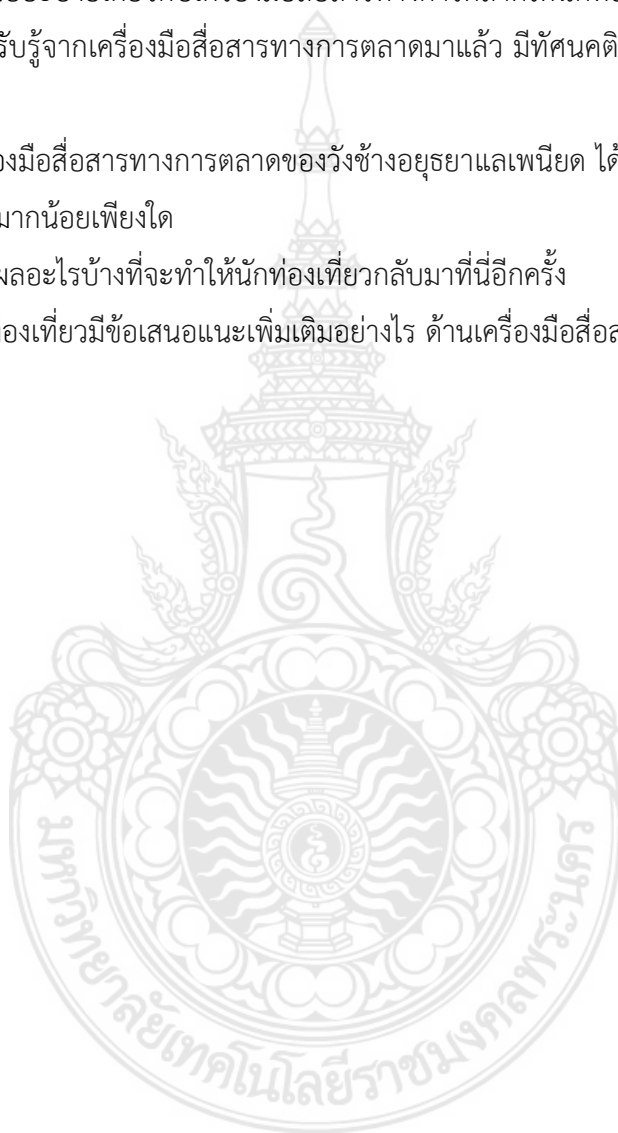 รับรู้จากเครื่องมือสื่อสารทางการตลาดมาแล้ว มีทัศนคติ
องมือสื่อสารทางการตลาดของวังช้างอยุธยาแลเพนียด ได้
มากน้อยเพียงใด
ผลอะไรบ้างที่จะทำให้นักท่องเที่ยวกลับมาที่นี่อีกครั้ง
องเที่ยวมีข้อเสนอแนะเพิ่มเติมอย่างไร ด้านเครื่องมือสื่อส
มหาวิทยาลัยเทคโนโลยีราชมงคลพระนคร